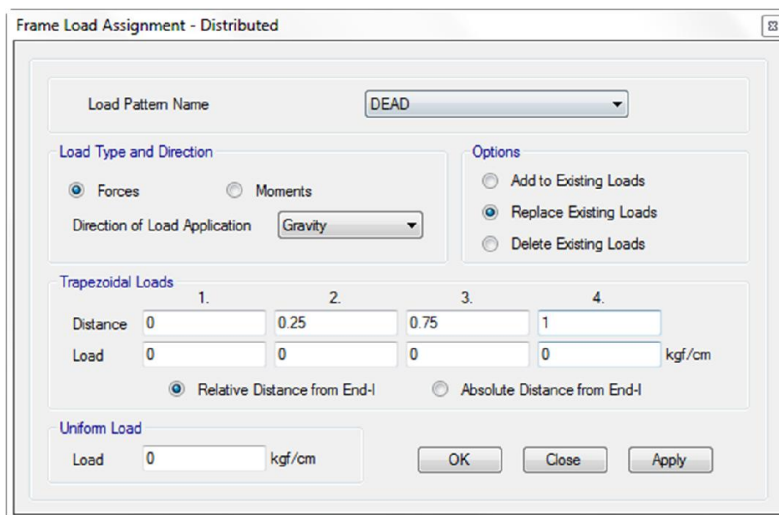 Frame Load Assignment - Distributed
Load Pattern Name DEAD
Load Type and Direction
Forces Moments
Direction of Load Application Gravity
Options
Add to Existing Loads
Replace Existing Loads
Delete Existing Loads
Trapezoidal Loads
1. 2. 3. 4.
Distance 0 0.25 0.75 1
Load 0 0 0 0 kgf/cm
Relative Distance from End-I Absolute Distance from End-I
Uniform Load
Load 0 kgf/cm
OK Close Apply